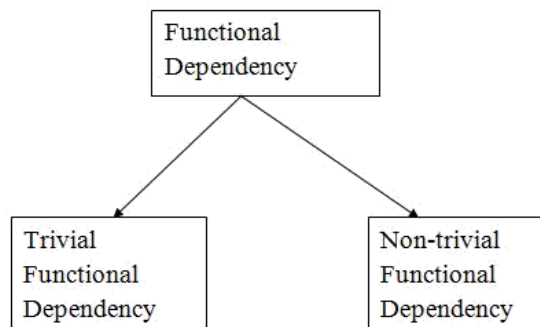 Functional
Dependency
Trivial
Functional
Dependency
Non-trivial
Functional
Dependency